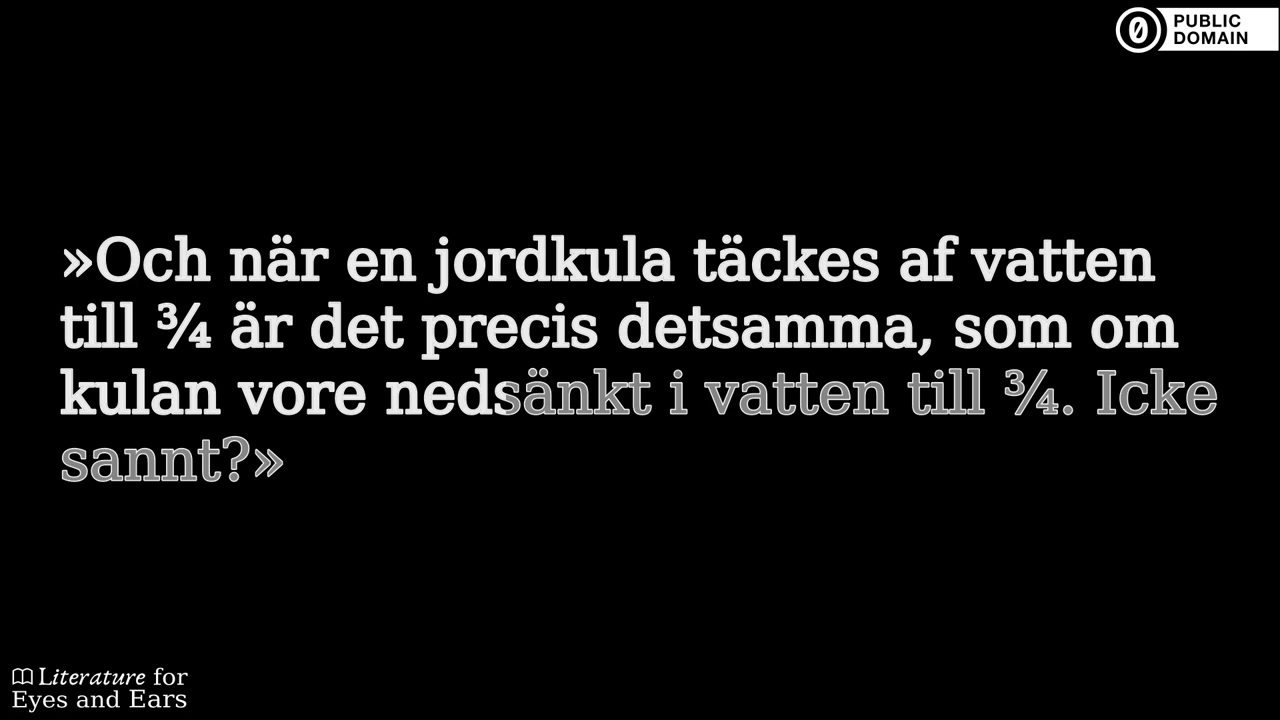 PUBLIC
DOMAIN
»Och när en jordkula täckes af vatten
till ¾ är det precis detsamma, som om
kulan vore nedsänkt i vatten till ¾. Icke
sannt?»
Literature for
Eyes and Ears